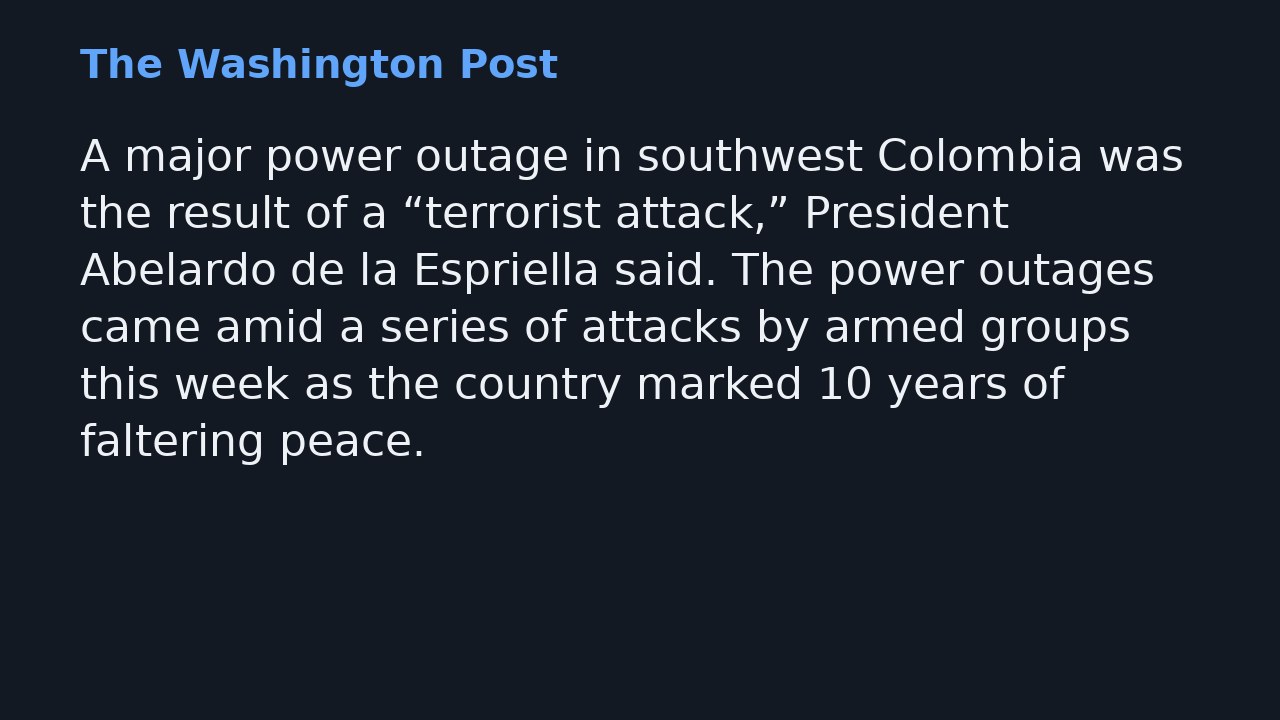 The Washington Post
A major power outage in southwest Colombia was
the result of a “terrorist attack,” President
Abelardo de la Espriella said. The power outages
came amid a series of attacks by armed groups
this week as the country marked 10 years of
faltering peace.